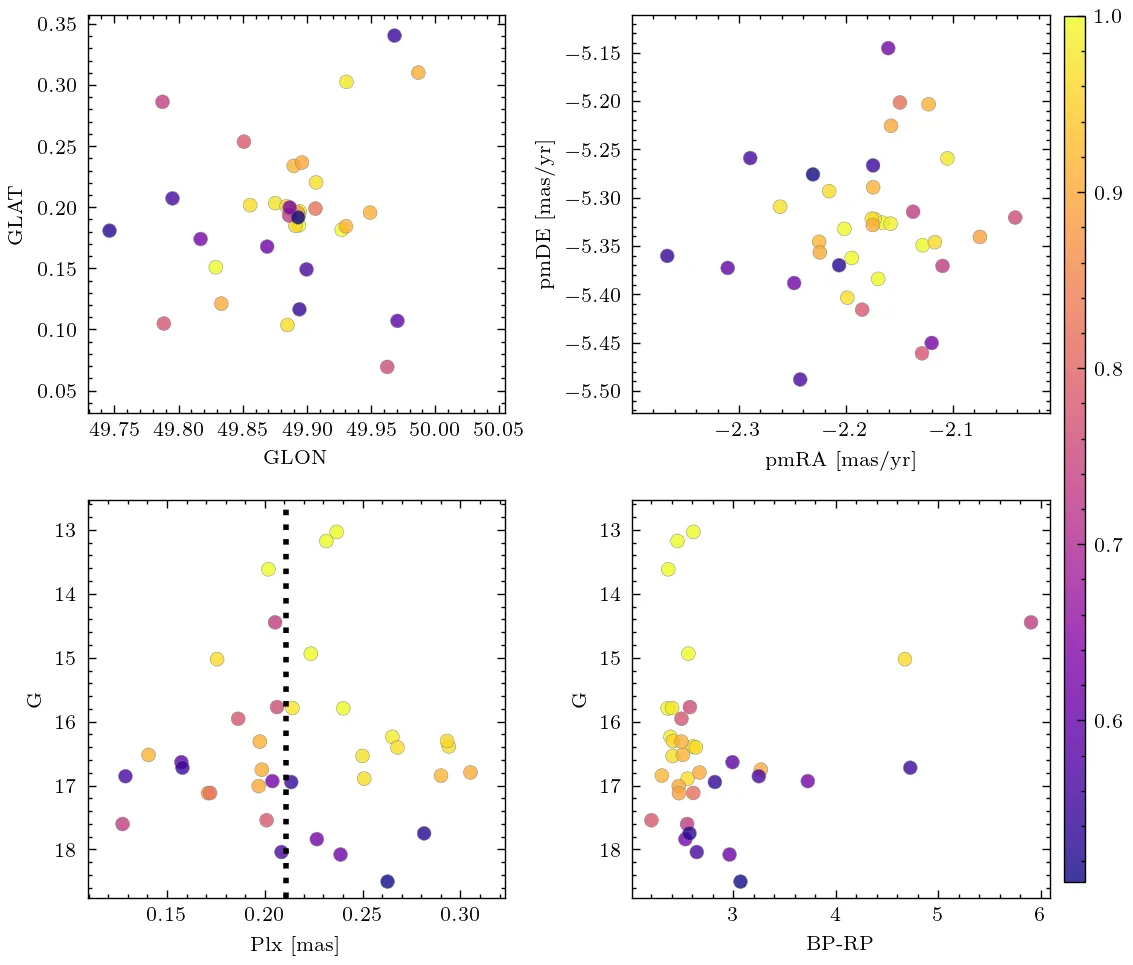 0.35
0.30
0.25
0.20
0.15
0.10
0.05
GLAT
49.75 49.80 49.85 49.90 49.95 50.00 50.05
GLON
−5.15
−5.20
−5.25
−5.30
−5.35
−5.40
−5.45
−5.50
pmDE [mas/yr]
−2.3 −2.2 −2.1
pmRA [mas/yr]
1.0
0.9
0.8
0.7
0.6
13
14
15
16
17
18
G
0.15 0.20 0.25 0.30
Plx [mas]
13
14
15
16
17
18
G
3 4 5 6
BP-RP